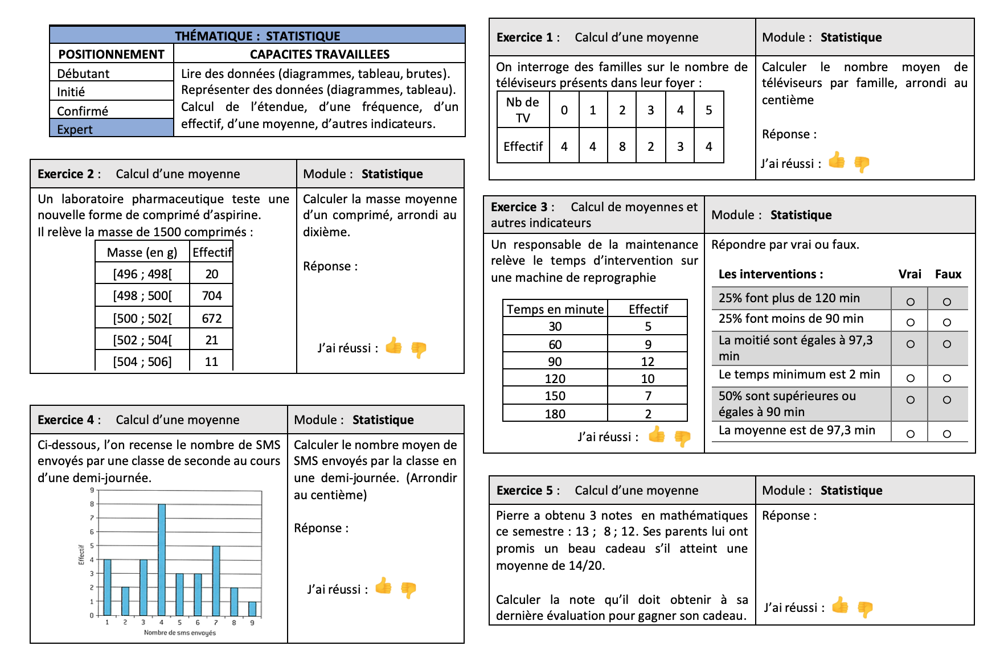 THÉMATIQUE : STATISTIQUE
POSITIONNEMENT CAPACITES TRAVAILLEES
Débutant
Initié
Confirmé
Expert
Lire des données (diagrammes, tableau, brutes).
Représenter des données (diagrammes, tableau).
Calcul de l’étendue, d’une fréquence, d’un
effectif, d’une moyenne, d’autres indicateurs.
Exercice 1 : Calcul d’une moyenne
Module : Statistique
On interroge des familles sur le nombre de
téléviseurs présents dans leur foyer :
Nb de
TV
0 1 2 3 4 5
Effectif 4 4 8 2 3 4
Calculer le nombre moyen de
téléviseurs par famille, arrondi au
centième
Réponse :
J’ai réussi :
Exercice 2 : Calcul d’une moyenne
Module : Statistique
Un laboratoire pharmaceutique teste une
nouvelle forme de comprimé d’aspirine.
Il relève la masse de 1500 comprimés :
Masse (en g) Effectif
[496 ; 498[ 20
[498 ; 500[ 704
[500 ; 502[ 672
[502 ; 504[ 21
[504 ; 506] 11
Calculer la masse moyenne
d’un comprimé, arrondi au
dixième.
Réponse :
J’ai réussi :
Exercice 3 : Calcul de moyennes et
autres indicateurs
Module : Statistique
Un responsable de la maintenance
relève le temps d’intervention sur
une machine de reprographie
Temps en minute Effectif
30 5
60 9
90 12
120 10
150 7
180 2
J’ai réussi :
Répondre par vrai ou faux.
Les interventions : Vrai Faux
25% font plus de 120 min
25% font moins de 90 min
La moitié sont égales à 97,3
min
Le temps minimum est 2 min
50% sont supérieures ou
égales à 90 min
La moyenne est de 97,3 min
Exercice 4 : Calcul d’une moyenne
Module : Statistique
Ci-dessous, l’on recense le nombre de SMS
envoyés par une classe de seconde au cours
d’une demi-journée.
9
8
7
6
5
4
3
2
1
0
Effectif
1 2 3 4 5 6 7 8 9
Nombre de sms envoyés
Calculer le nombre moyen de
SMS envoyés par la classe en
une demi-journée. (Arrondir
au centième)
Réponse :
J’ai réussi :
Exercice 5 : Calcul d’une moyenne
Module : Statistique
Pierre a obtenu 3 notes en mathématiques
ce semestre : 13 ; 8 ; 12. Ses parents lui ont
promis un beau cadeau s’il atteint une
moyenne de 14/20.
Calculer la note qu’il doit obtenir à sa
dernière évaluation pour gagner son cadeau.
Réponse :
J’ai réussi :